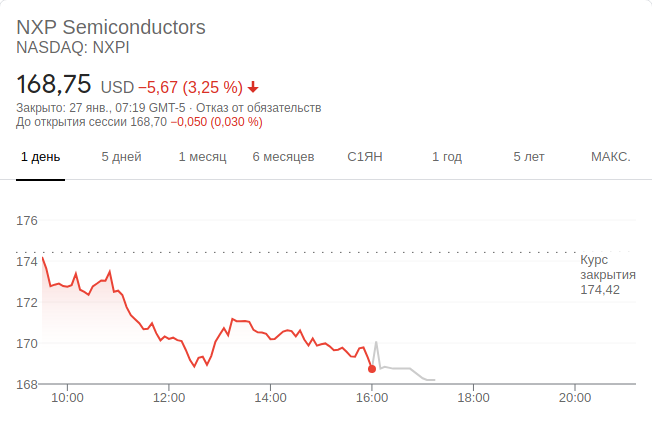 NXP Semiconductors
NASDAQ: NXPI
168,75 USD −5,67 (3,25 %)
Закрыто: 27 янв., 07:19 GMT-5 · Отказ от обязательств
До открытия сессии 168,70 −0,050 (0,030 %)
1 день 5 дней 1 месяц 6 месяцев С1ЯН 1 год 5 лет МАКС.
176
174
172
170
168
Курс
закрытия
174,42
10:00 12:00 14:00 16:00 18:00 20:00